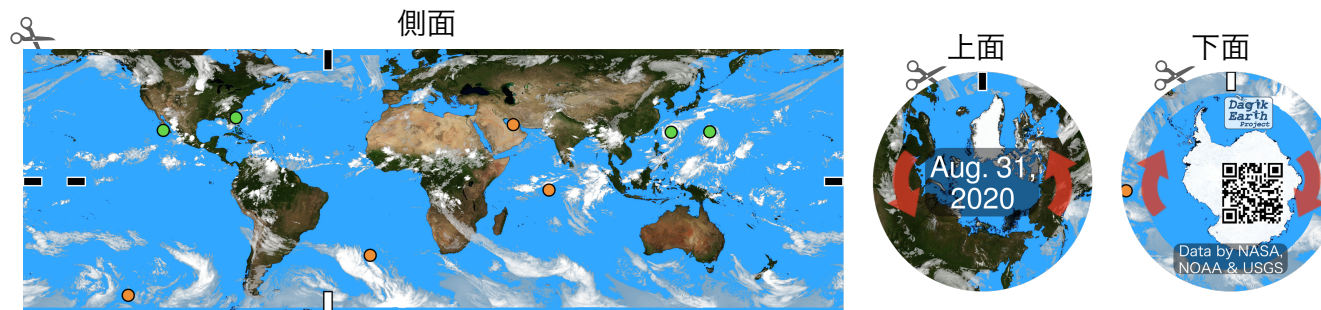 側面
上面
下面
Aug. 31,
2020
Dagik
Earth
Project
Data by NASA,
NOAA & USGS